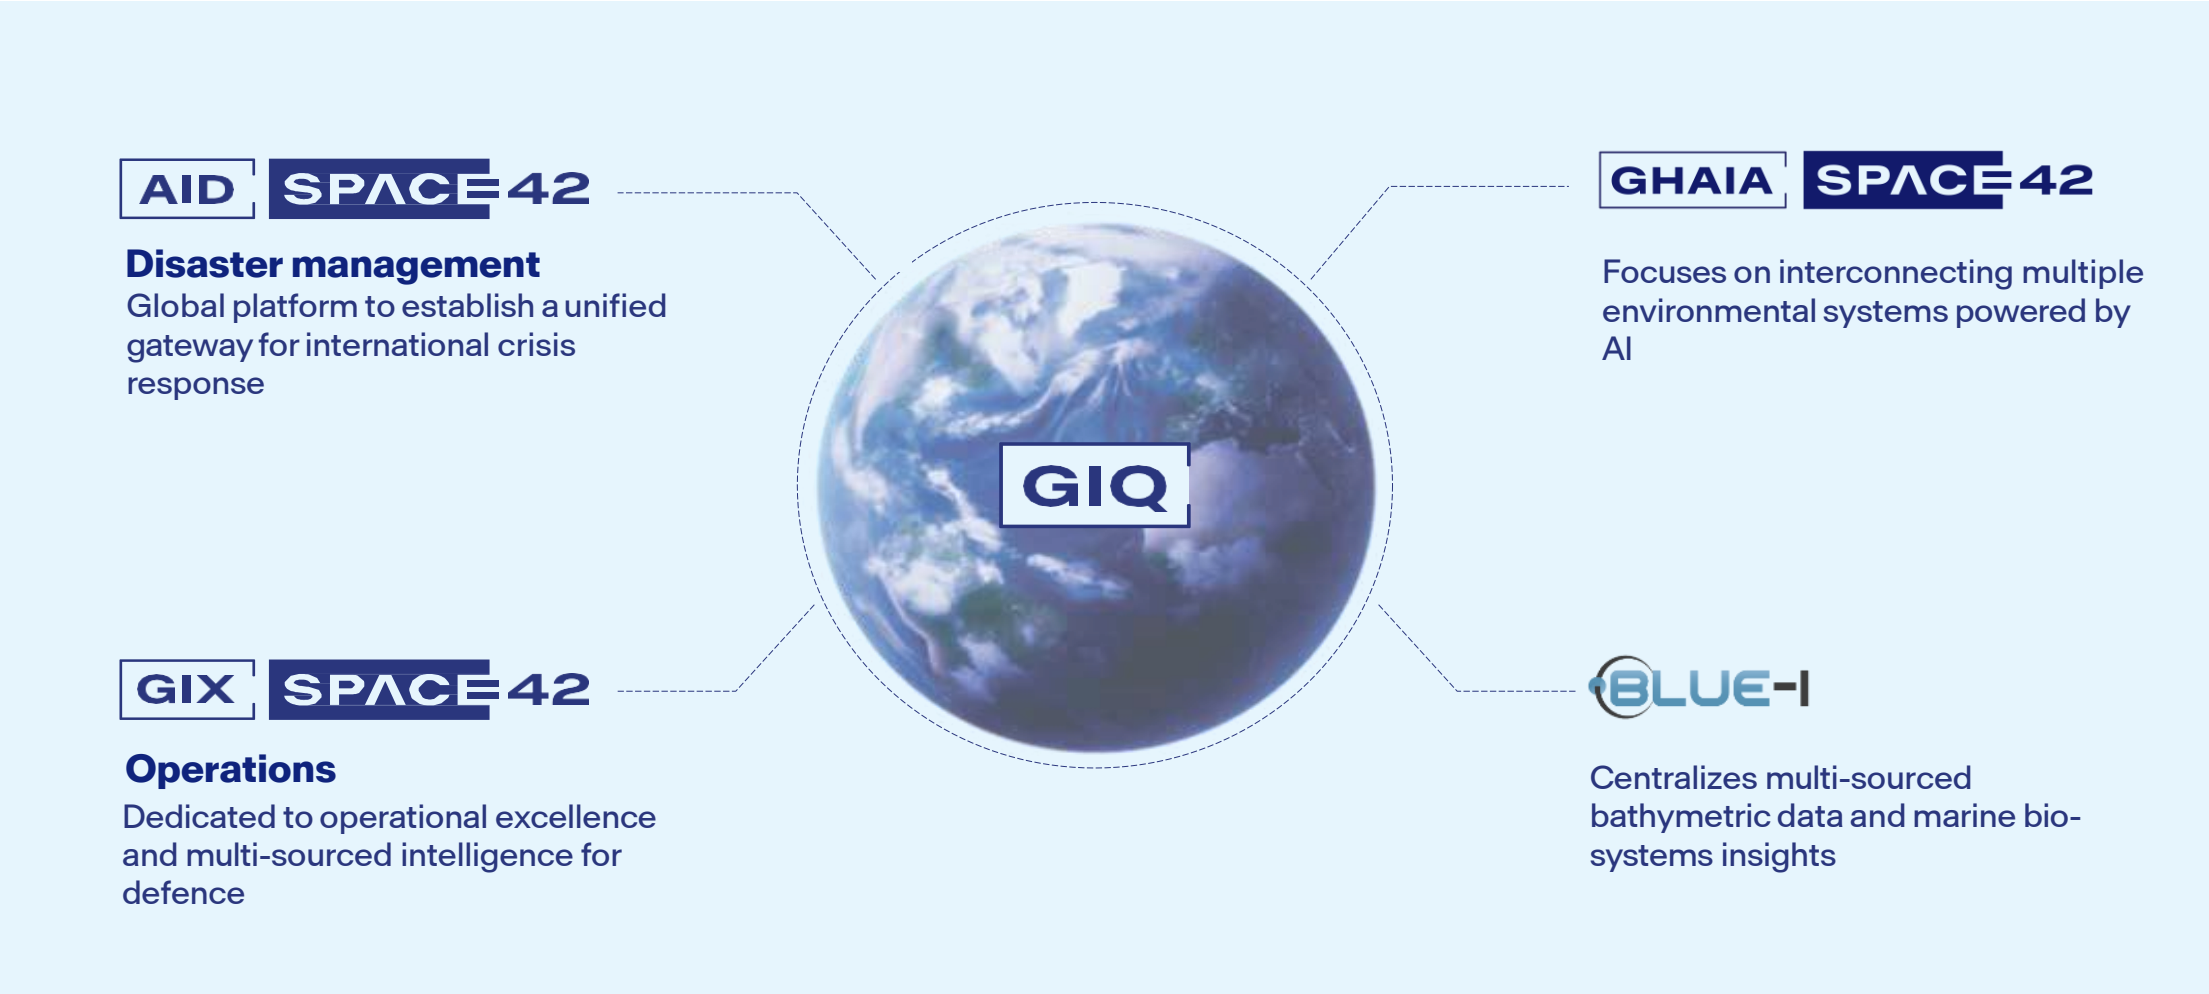 AID SPACE42
Disaster management
Global platform to establish a unified
gateway for international crisis
response
GHAIA SPACE42
Focuses on interconnecting multiple
environmental systems powered by
AI
GIQ
GIX SPACE42
Operations
Dedicated to operational excellence
and multi-sourced intelligence for
defence
BLUE-I
Centralizes multi-sourced
bathymetric data and marine bio-
systems insights